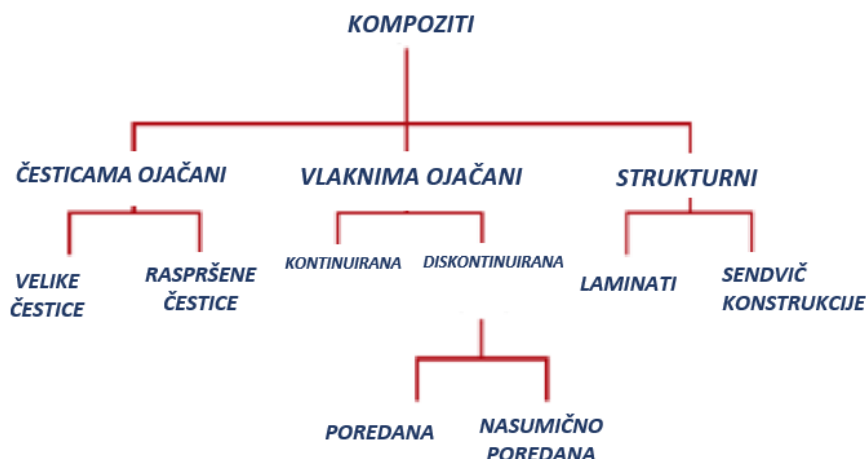 KOMPOZITI
ČESTICAMA OJAČANI
VLAKNIMA OJAČANI
STRUKTURNI
VELIKE
ČESTICE
RASPRŠENE
ČESTICE
KONTINUIRANA
DISKONTINUIRANA
LAMINATI
SENDVIČ
KONSTRUKCIJE
POREDANA
NASUMIČNO
POREDANA